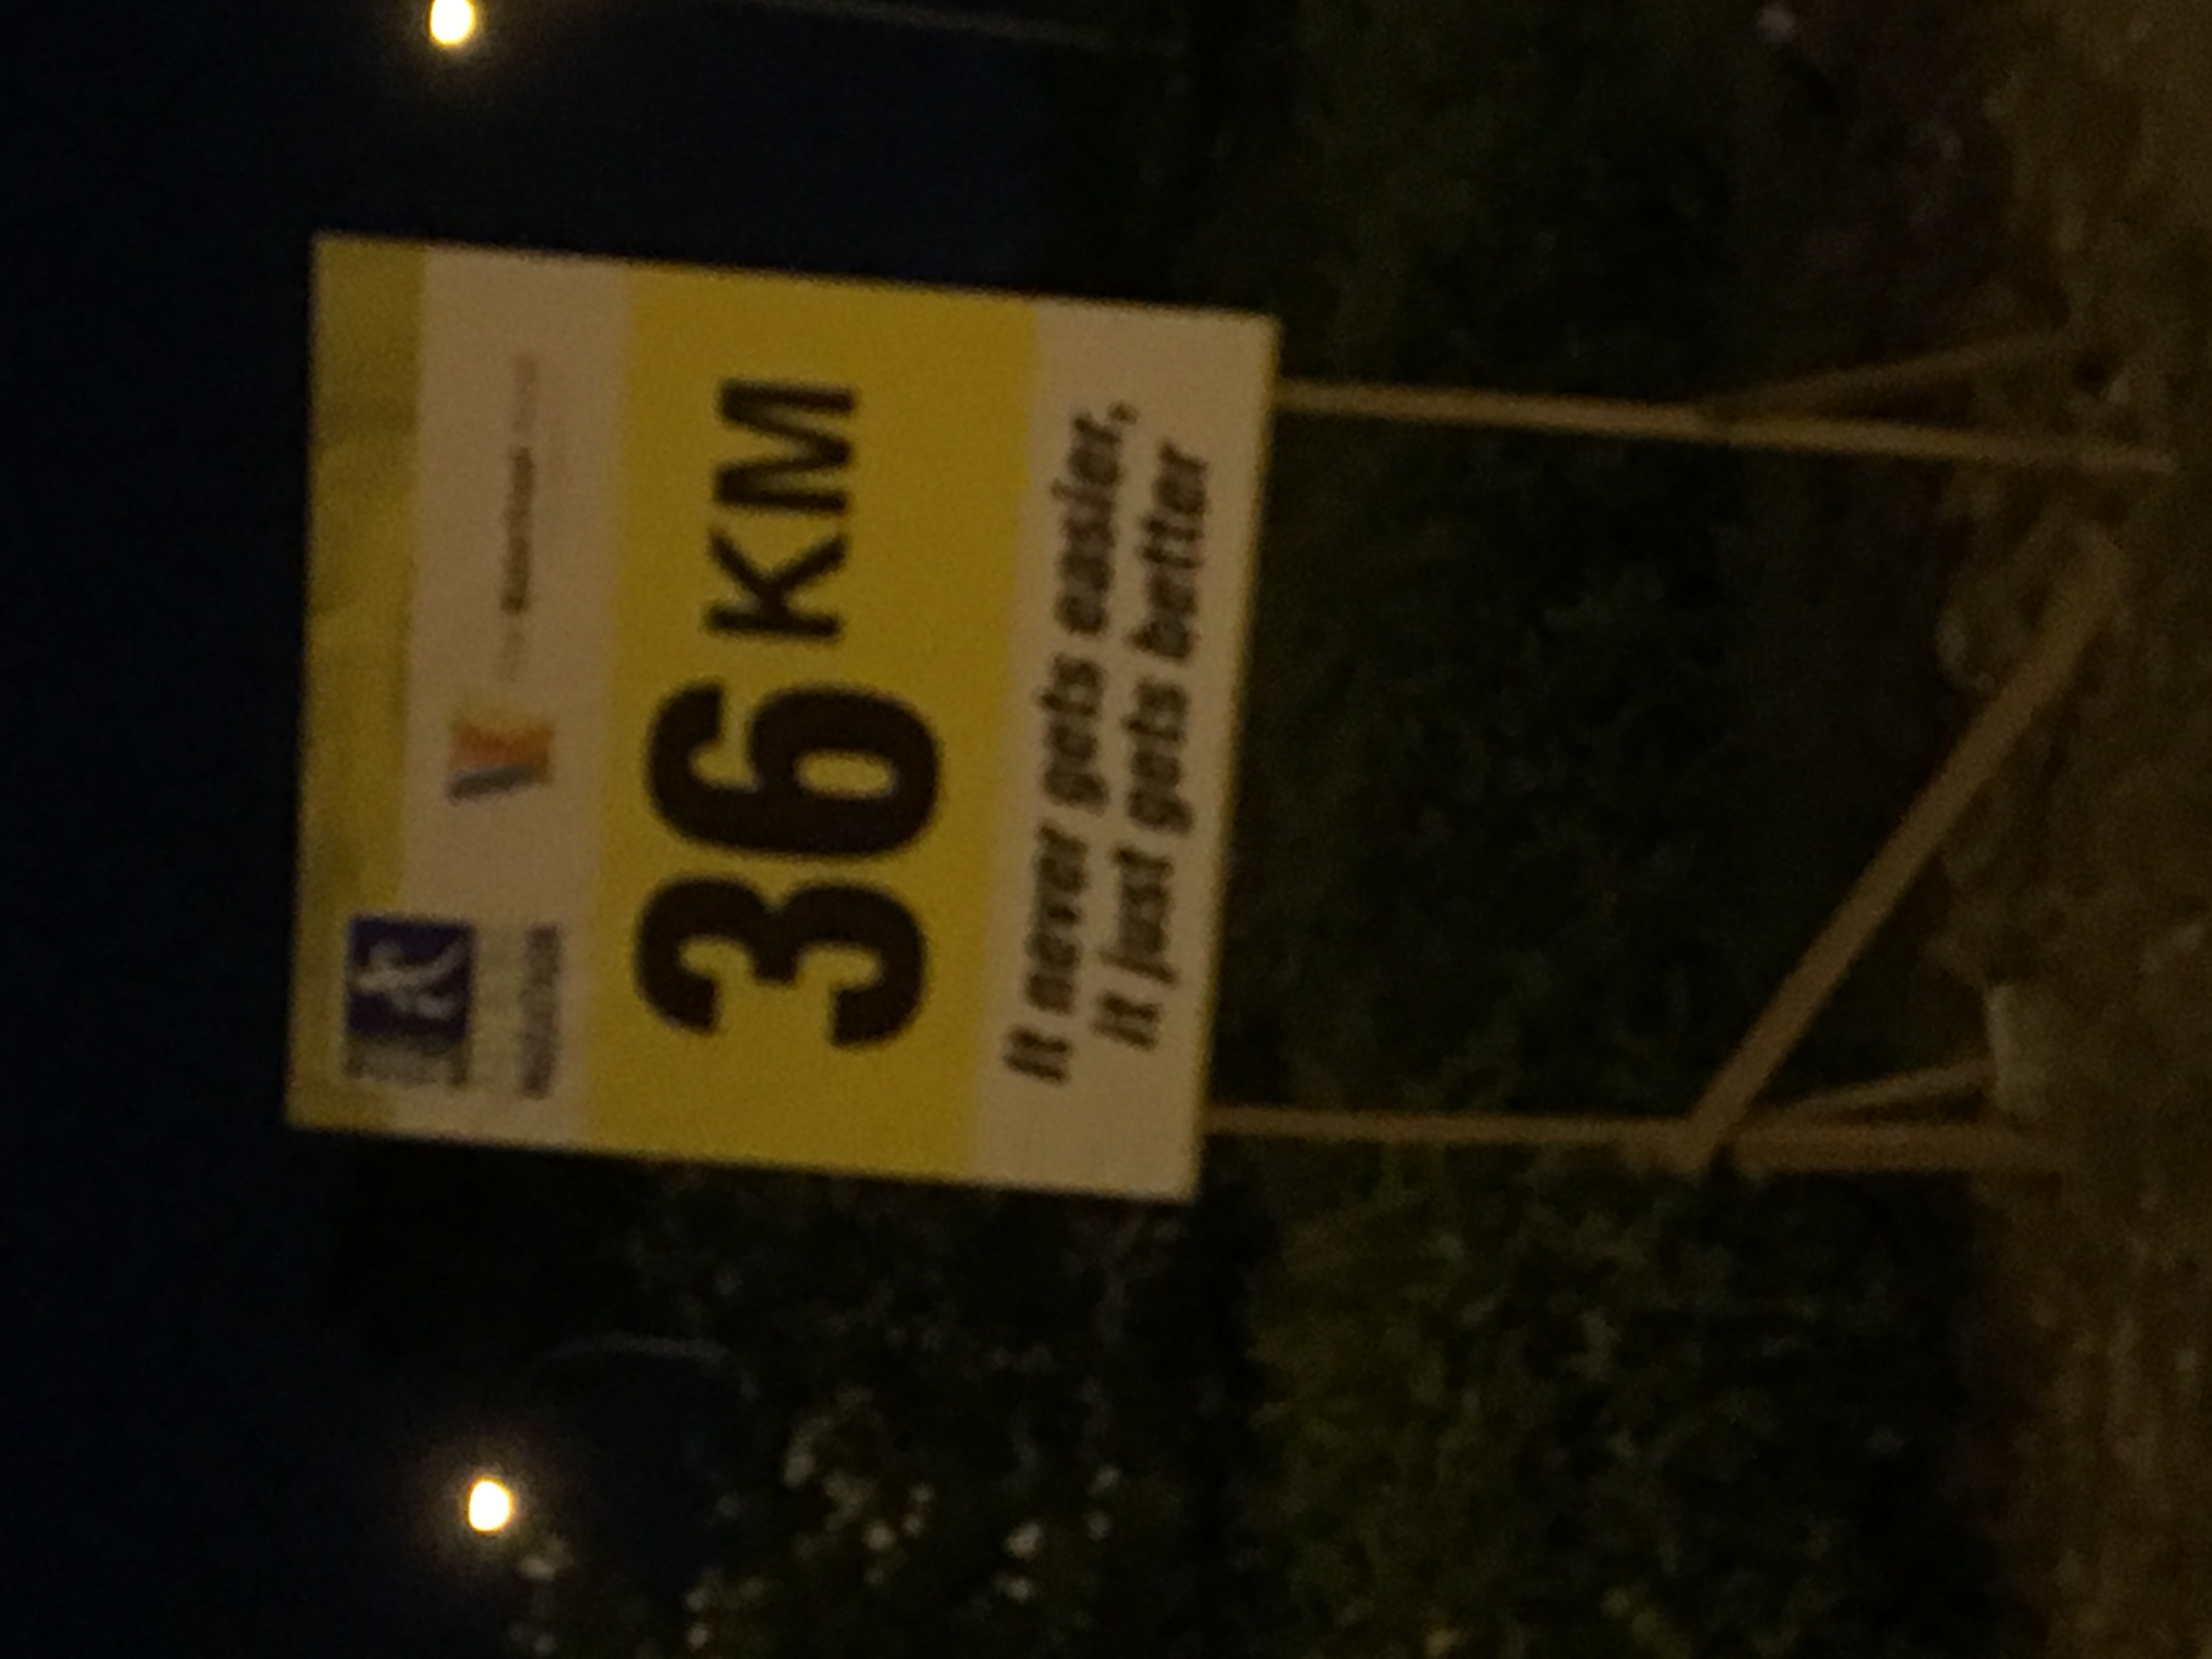 36 KM
It never gets easier,
it just gets better